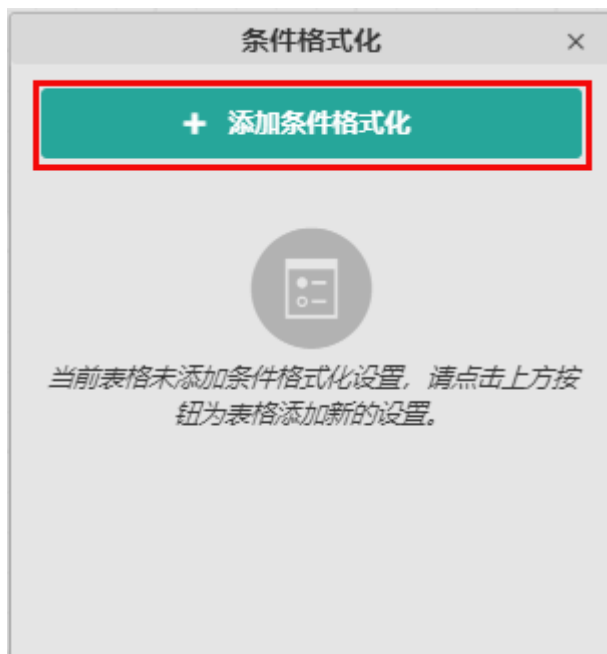 条件格式化 ×
+ 添加条件格式化
当前表格未添加条件格式化设置，请点击上方按
钮为表格添加新的设置。